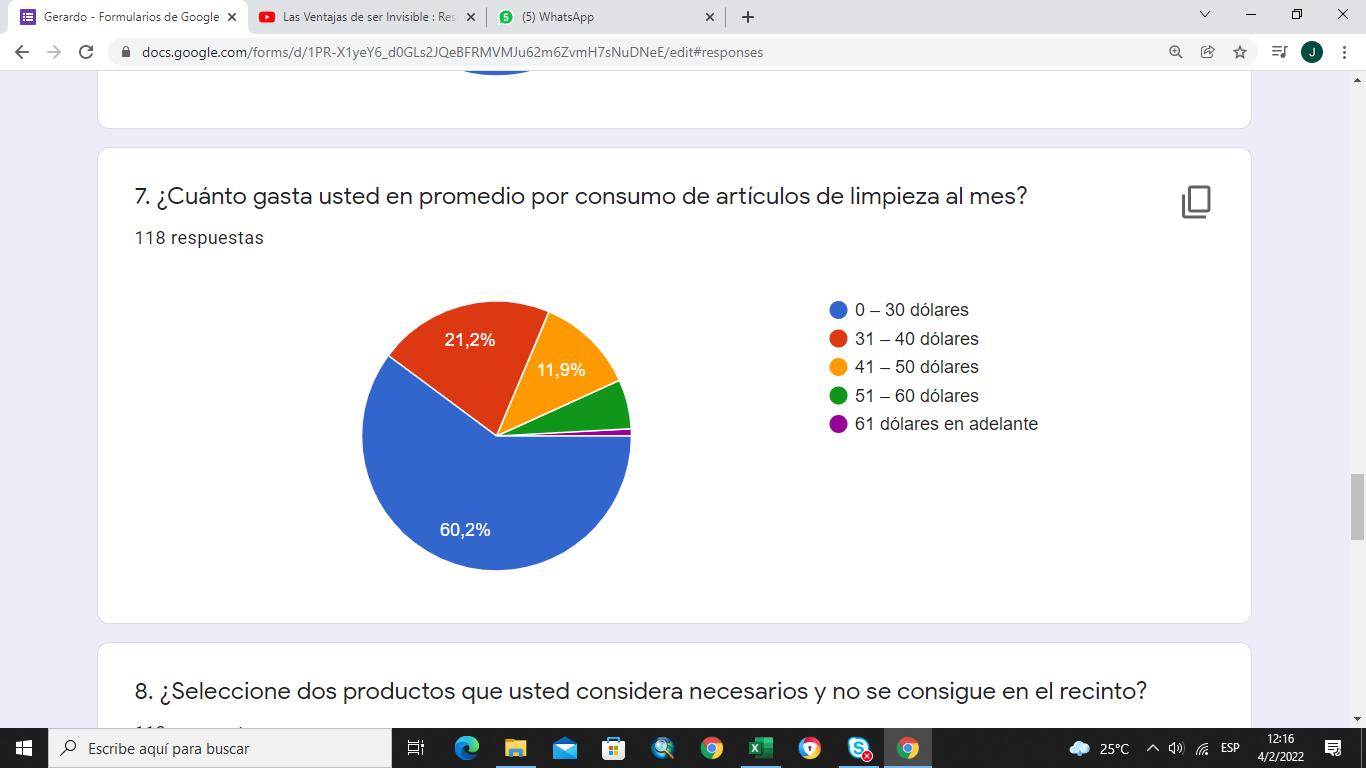 Gerardo - Formularios de Google
Las Ventajas de ser Invisible : Res
(5) WhatsApp
docs.google.com/forms/d/1PR-X1yeY6_d0GLs2JQeBFRMVMJu62m6ZvmH7sNuDNeE/edit#responses
J
7. ¿Cuánto gasta usted en promedio por consumo de artículos de limpieza al mes?
118 respuestas
21,2%
11,9%
60,2%
0 – 30 dólares
31 – 40 dólares
41 – 50 dólares
51 – 60 dólares
61 dólares en adelante
8. ¿Seleccione dos productos que usted considera necesarios y no se consigue en el recinto?
Escribe aquí para buscar
25°C
ESP
12:16
4/2/2022